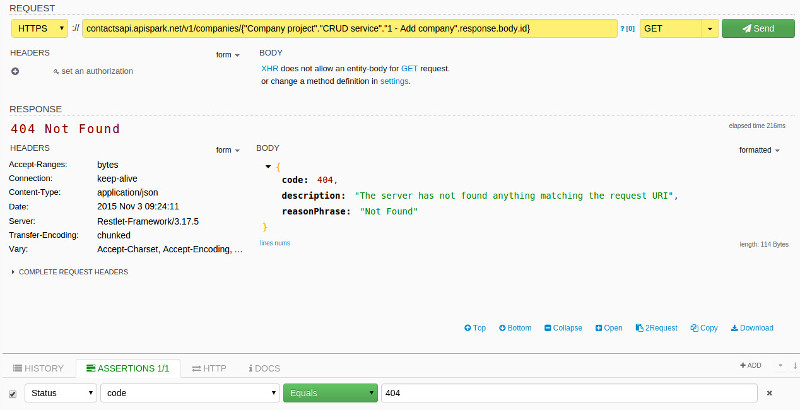 REQUEST
HTTPS :// contactsapi.apispark.net/v1/companies/{"Company project"."CRUD service"."1 - Add company".response.body.id} ? [0] GET Send
HEADERS form BODY
set an authorization
XHR does not allow an entity-body for GET request.
or change a method definition in settings.
RESPONSE
404 Not Found elapsed time 216ms
HEADERS form BODY formatted
Accept-Ranges: bytes
Connection: keep-alive
Content-Type: application/json
Date: 2015 Nov 3 09:24:11
Server: Restlet-Framework/3.17.5
Transfer-Encoding: chunked
Vary: Accept-Charset, Accept-Encoding, ...
{
code: 404,
description: "The server has not found anything matching the request URI",
reasonPhrase: "Not Found"
}
lines nums length: 114 Bytes
COMPLETE REQUEST HEADERS
Top Bottom Collapse Open 2Request Copy Download
HISTORY ASSERTIONS 1/1 HTTP DOCS + ADD
Status code Equals 404